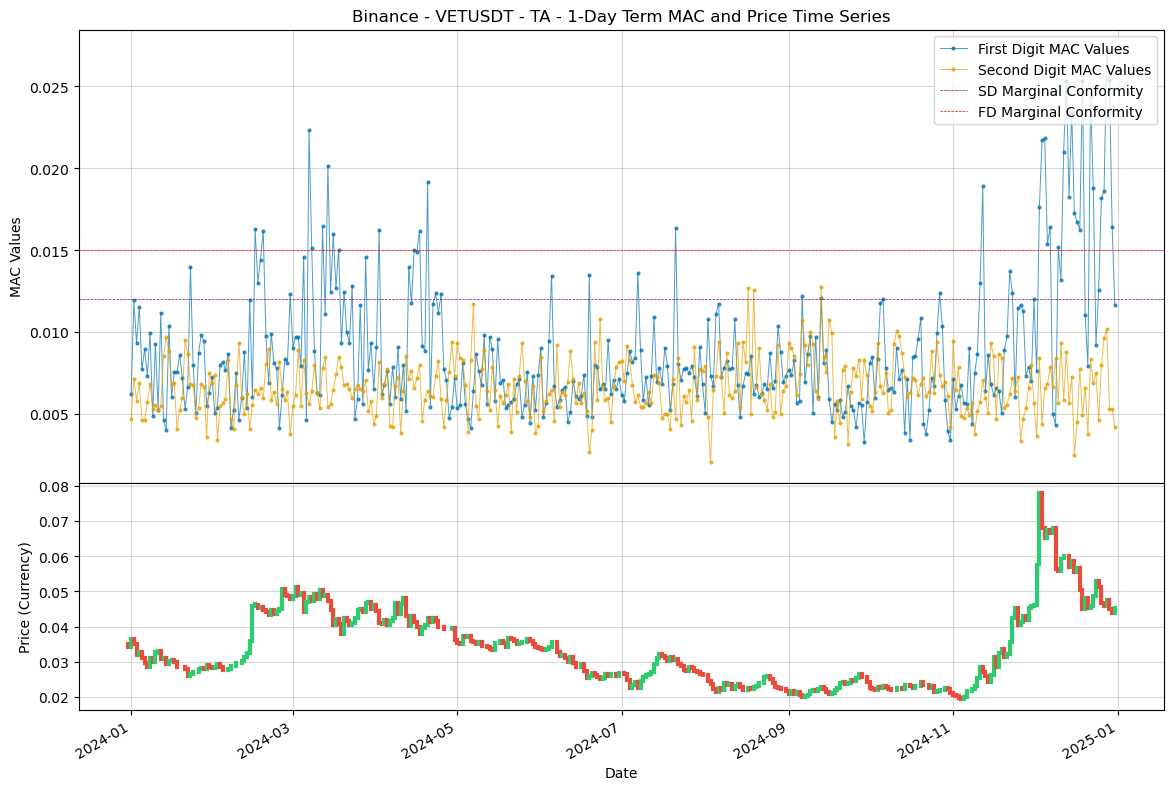 Binance - VETUSDT - TA - 1-Day Term MAC and Price Time Series
First Digit MAC Values
Second Digit MAC Values
SD Marginal Conformity
FD Marginal Conformity
MAC Values
0.025
0.020
0.015
0.010
0.005
Price (Currency)
0.08
0.07
0.06
0.05
0.04
0.03
0.02
2024-01
2024-03
2024-05
2024-07
2024-09
2024-11
2025-01
Date